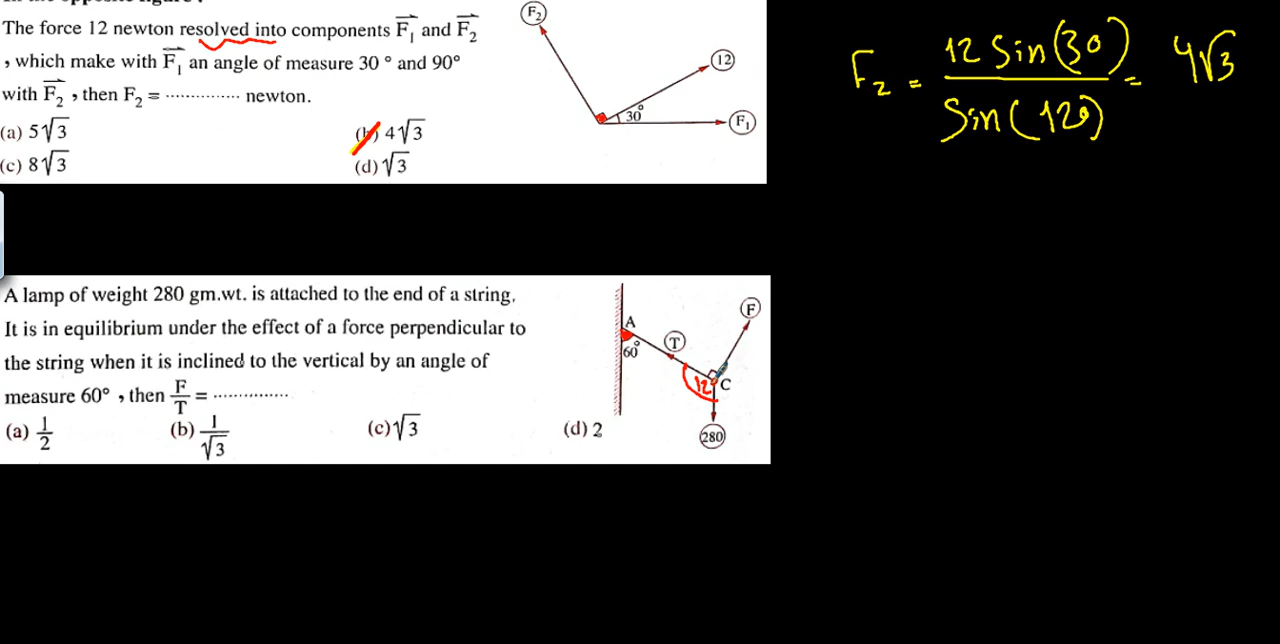 The force 12 newton resolved into components F₁ and F₂
, which make with F₁ an angle of measure 30 ° and 90°
with F₂ , then F₂ = .............. newton.
(a) 5√3
(b) 4√3
(c) 8√3
(d) √3
F₂
12
30°
F₁
F₂ = 12 Sin(30) / Sin(120) = 4√3
A lamp of weight 280 gm.wt. is attached to the end of a string.
It is in equilibrium under the effect of a force perpendicular to
the string when it is inclined to the vertical by an angle of
measure 60° , then F/T = ...............
(a) 1/2
(b) 1/√3
(c) √3
(d) 2
A
60°
T
F
C
280